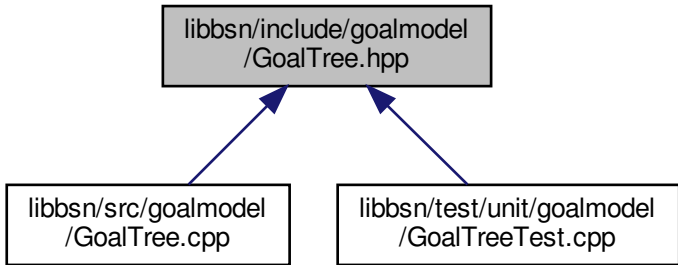 libbsn/include/goalmodel
/GoalTree.hpp
libbsn/src/goalmodel
/GoalTree.cpp
libbsn/test/unit/goalmodel
/GoalTreeTest.cpp